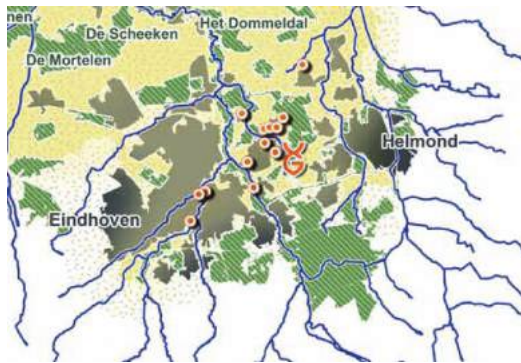 nen
De Scheeken
Het Dommeldal
De Mortelen
Helmond
Eindhoven
G